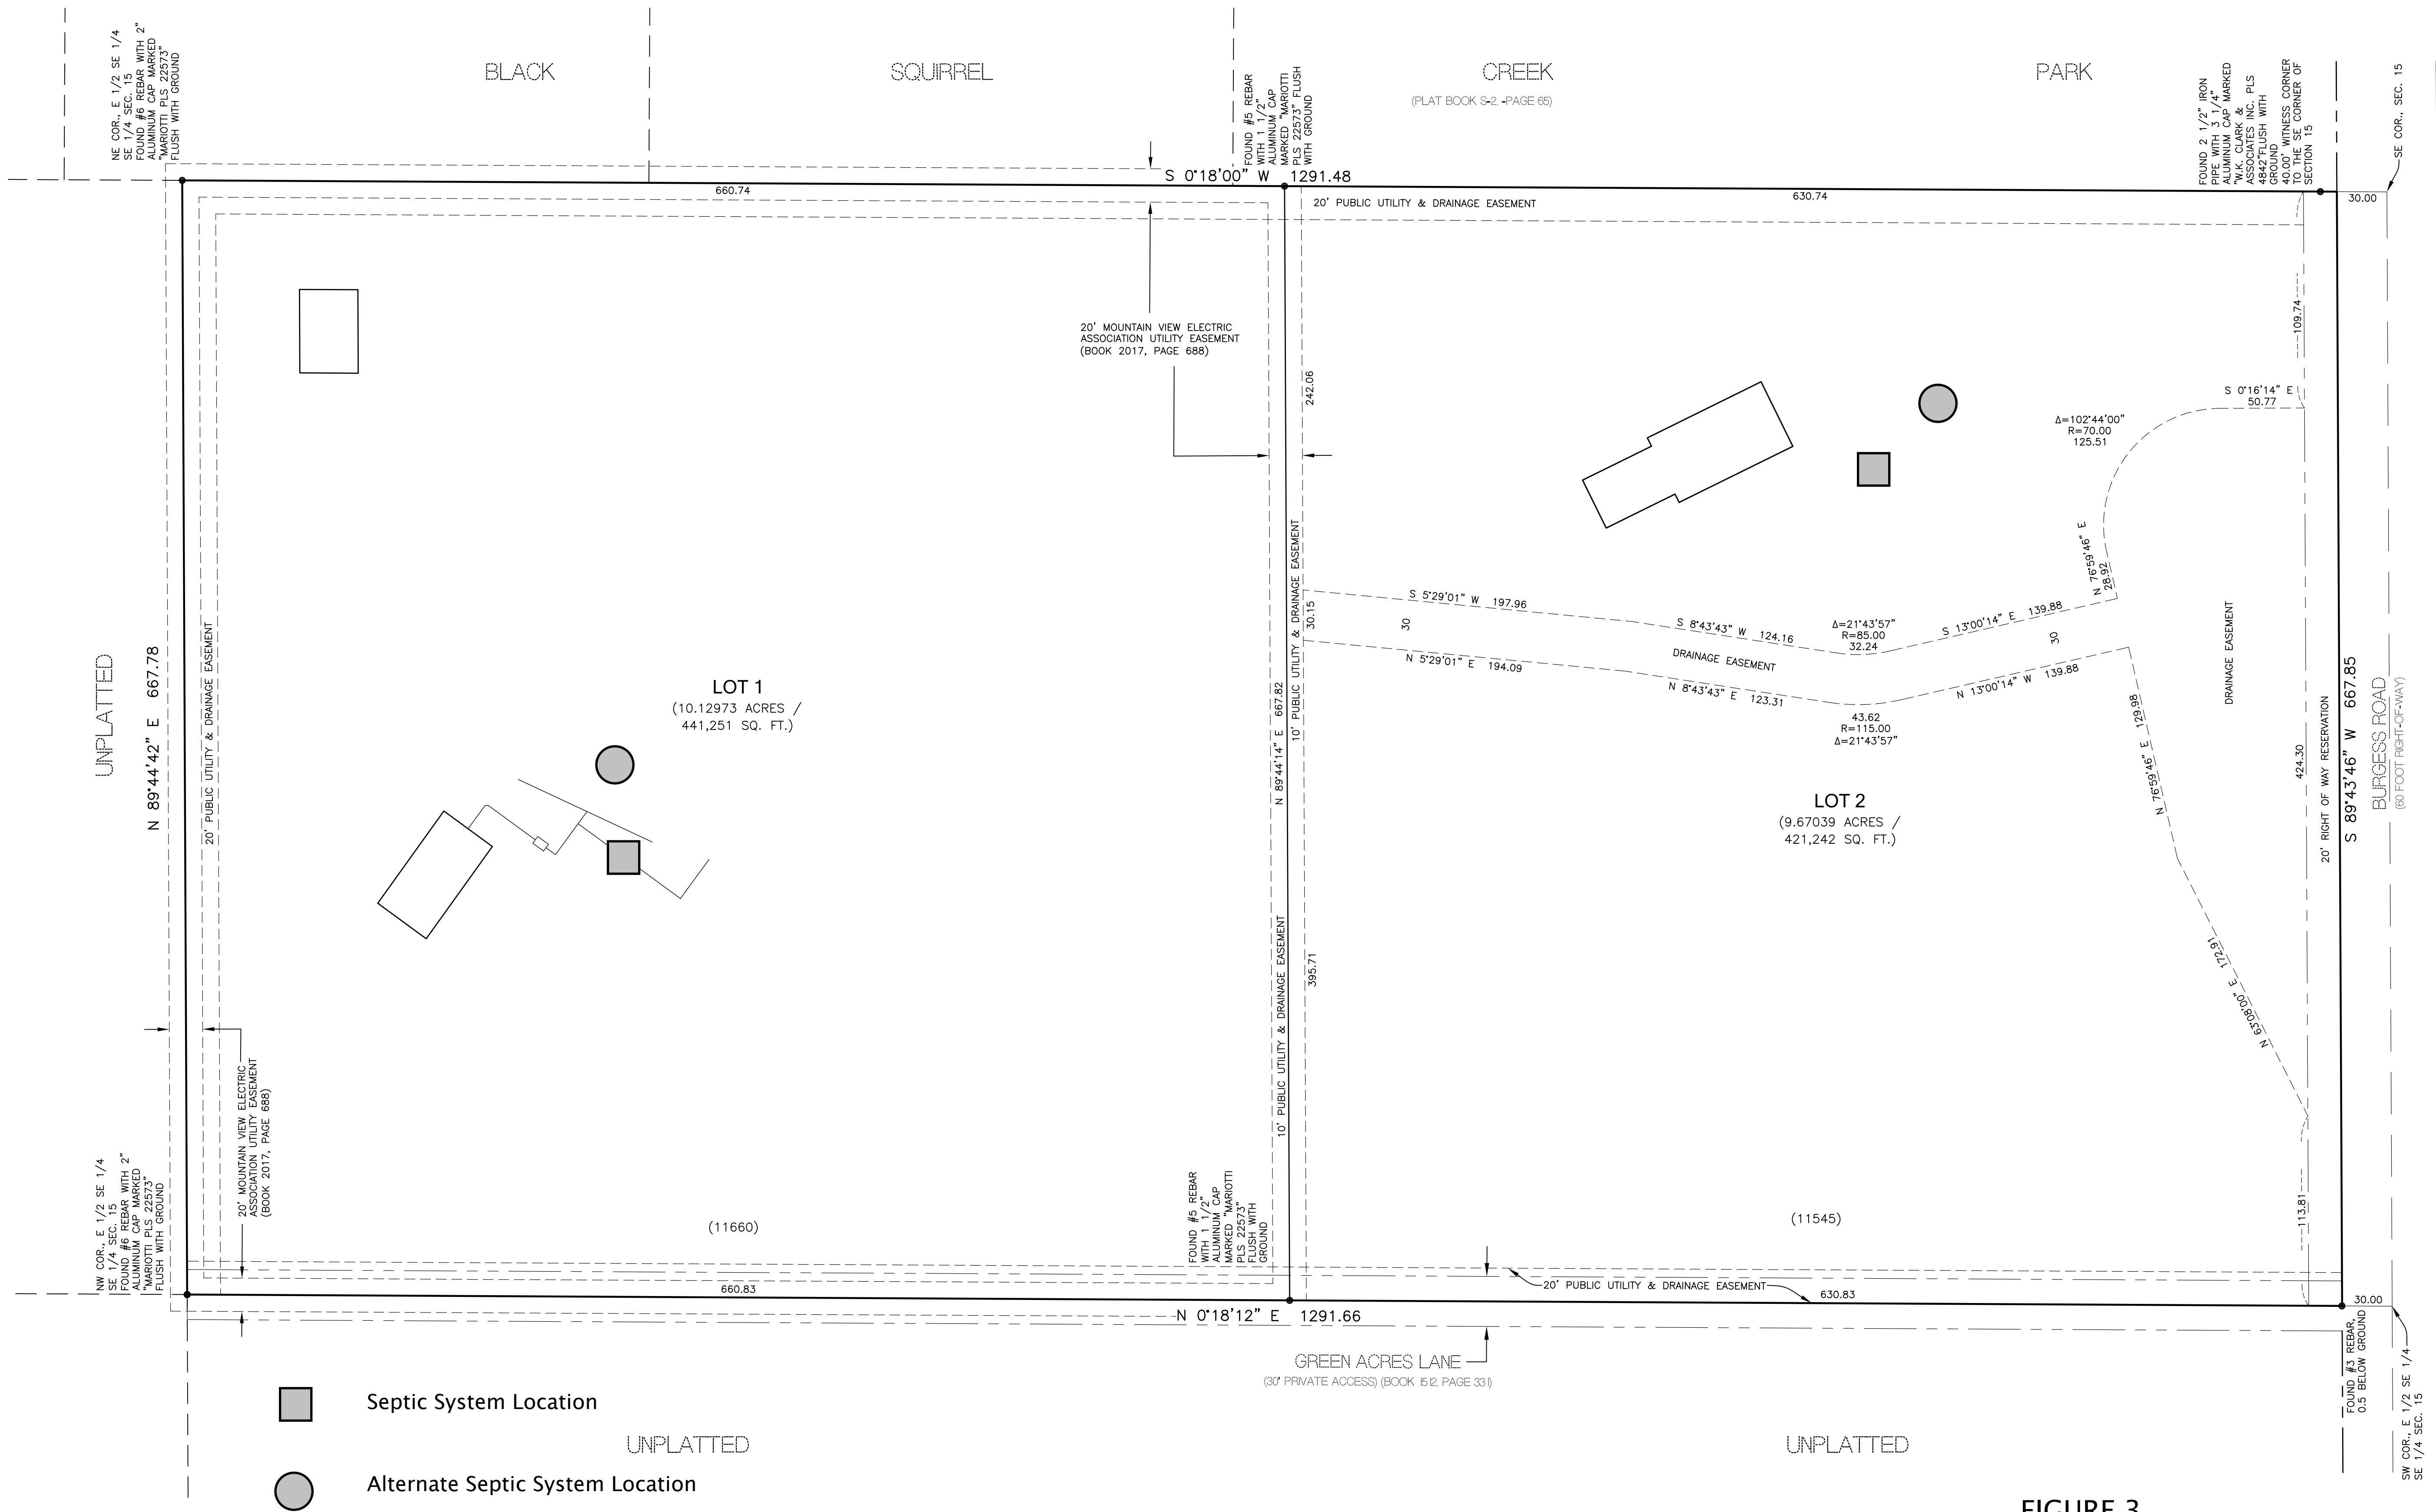 BLACK
SQUIRREL
CREEK
PARK
(PLAT BOOK S-2, -PAGE 65)
NE COR., E 1/2 SE 1/4
SE 1/4 SEC. 15
FOUND #6 REBAR WITH 2"
ALUMINUM CAP MARKED
"MARIOTTI PLS 22573"
FLUSH WITH GROUND
FOUND #5 REBAR
WITH 1 1/2"
ALUMINUM CAP
MARKED "MARIOTTI
PLS 22573" FLUSH
WITH GROUND
FOUND 2 1/2" IRON
PIPE WITH 3 1/4"
ALUMINUM CAP MARKED
"W.K. CLARK &
ASSOCIATES INC. PLS
4842"FLUSH WITH
GROUND
40.00' WITNESS CORNER
TO THE SE CORNER OF
SECTION 15
SE COR., SEC. 15
S 0°18'00" W 1291.48
660.74
630.74
30.00
20' PUBLIC UTILITY & DRAINAGE EASEMENT
20' MOUNTAIN VIEW ELECTRIC
ASSOCIATION UTILITY EASEMENT
(BOOK 2017, PAGE 688)
242.06
109.74
S 0°16'14" E
50.77
Δ=102°44'00"
R=70.00
125.51
N 76°59'46" E
28.92
10' PUBLIC UTILITY & DRAINAGE EASEMENT
30.15
S 5°29'01" W 197.96
30
N 5°29'01" E 194.09
S 8°43'43" W 124.16
DRAINAGE EASEMENT
N 8°43'43" E 123.31
Δ=21°43'57"
R=85.00
32.24
S 13°00'14" E 139.88
30
N 13°00'14" W 139.88
43.62
R=115.00
Δ=21°43'57"
DRAINAGE EASEMENT
N 76°59'46" E 129.98
N 63°08'00" E 172.91
424.30
20' RIGHT OF WAY RESERVATION
S 89°43'46" W 667.85
BURGESS ROAD
(60 FOOT RIGHT-OF-WAY)
UNPLATTED
N 89°44'42" E 667.78
20' PUBLIC UTILITY & DRAINAGE EASEMENT
LOT 1
(10.12973 ACRES /
441,251 SQ. FT.)
N 89°44'14" E 667.82
LOT 2
(9.67039 ACRES /
421,242 SQ. FT.)
395.71
10' PUBLIC UTILITY & DRAINAGE EASEMENT
20' MOUNTAIN VIEW ELECTRIC
ASSOCIATION UTILITY EASEMENT
(BOOK 2017, PAGE 688)
NW COR., E 1/2 SE 1/4
SE 1/4 SEC. 15
FOUND #6 REBAR WITH 2"
ALUMINUM CAP MARKED
"MARIOTTI PLS 22573"
FLUSH WITH GROUND
(11660)
FOUND #5 REBAR
WITH 1 1/2"
ALUMINUM CAP
MARKED "MARIOTTI
PLS 22573"
FLUSH WITH
GROUND
(11545)
113.81
660.83
20' PUBLIC UTILITY & DRAINAGE EASEMENT
630.83
30.00
N 0°18'12" E 1291.66
GREEN ACRES LANE
(30' PRIVATE ACCESS) (BOOK 1512, PAGE 331)
FOUND #3 REBAR,
0.5 BELOW GROUND
SW COR., E 1/2 SE 1/4
SE 1/4 SEC. 15
Septic System Location
UNPLATTED
UNPLATTED
Alternate Septic System Location
FIGURE 3